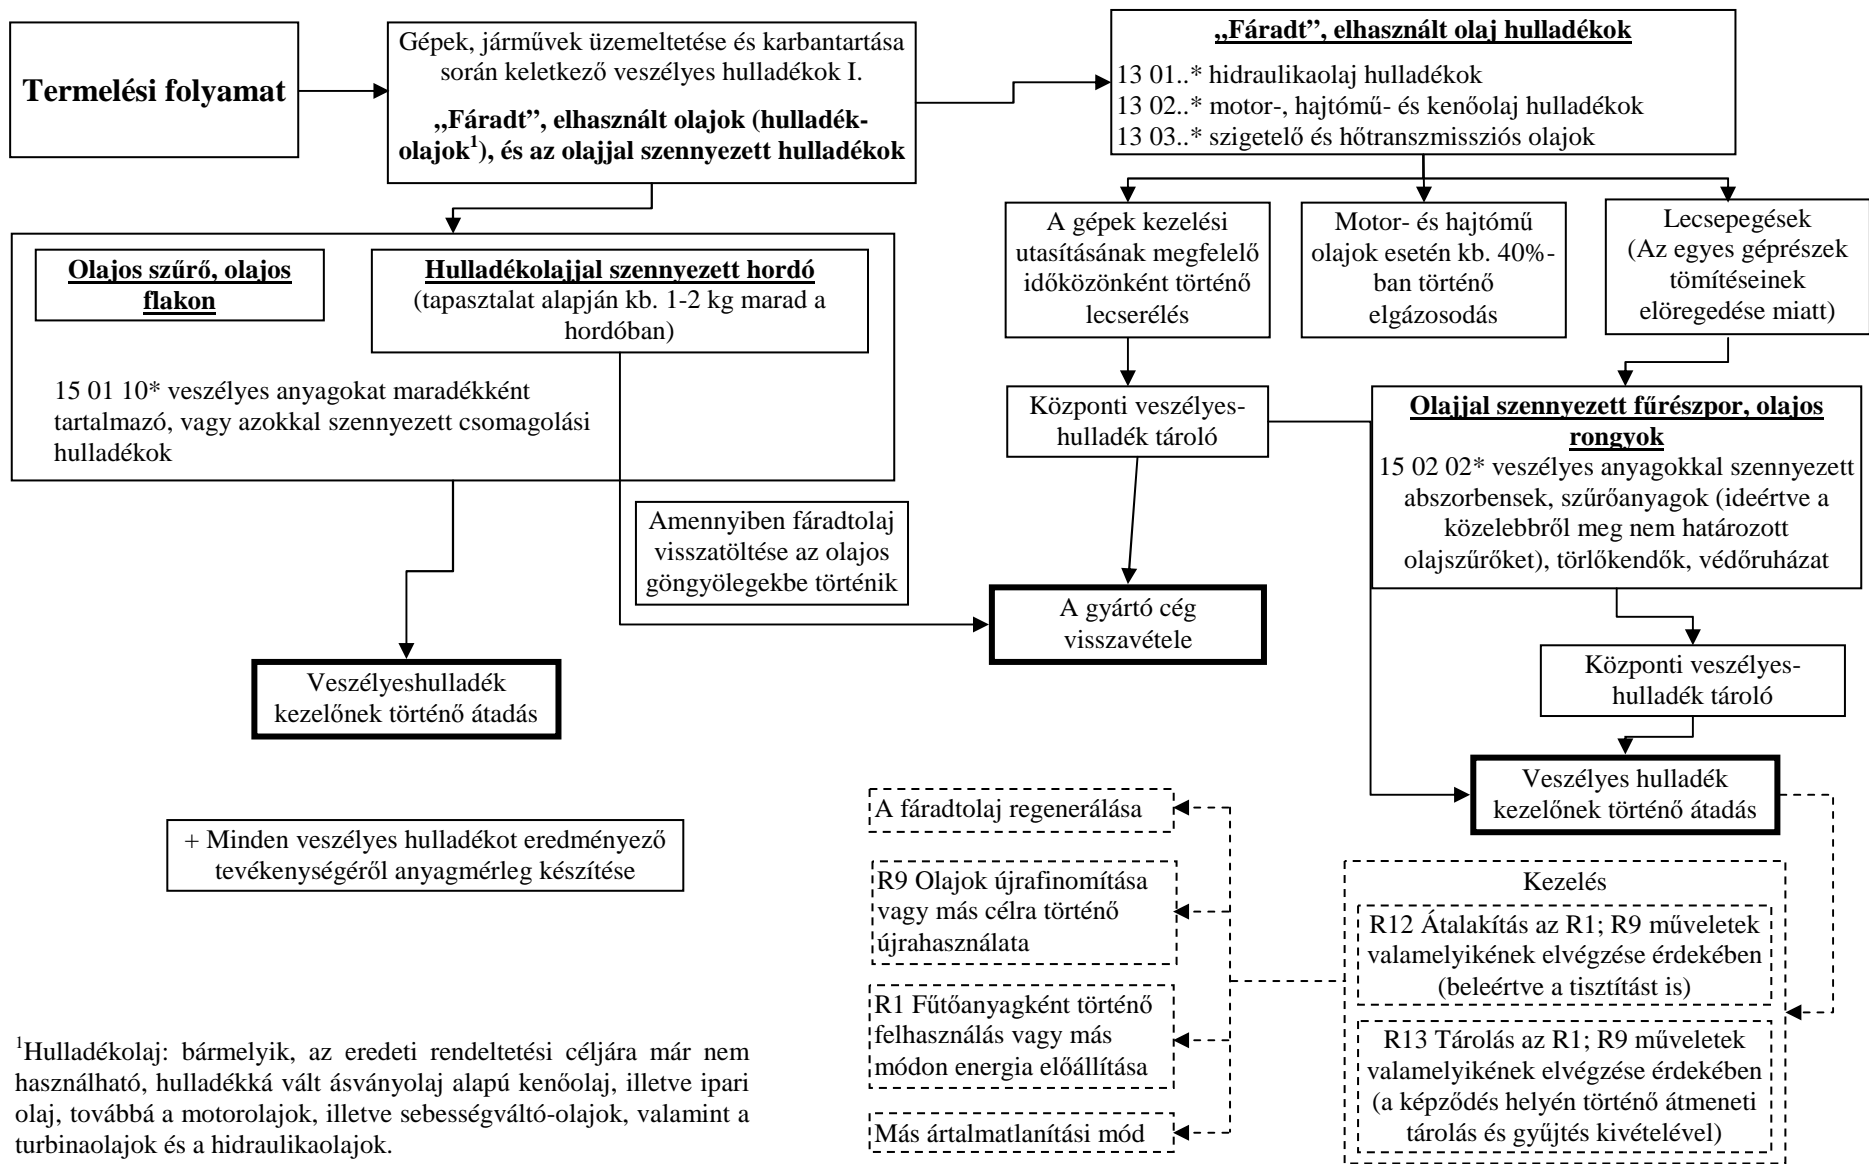 Termelési folyamat
Gépek, járművek üzemeltetése és karbantartása
során keletkező veszélyes hulladékok I.
„Fáradt”, elhasznált olajok (hulladék-
olajok¹), és az olajjal szennyezett hulladékok
„Fáradt”, elhasznált olaj hulladékok
13 01..* hidraulikaolaj hulladékok
13 02..* motor-, hajtómű- és kenőolaj hulladékok
13 03..* szigetelő és hőtranszmissziós olajok
Olajos szűrő, olajos
flakon
Hulladékolajjal szennyezett hordó
(tapasztalat alapján kb. 1-2 kg marad a
hordóban)
15 01 10* veszélyes anyagokat maradékként
tartalmazó, vagy azokkal szennyezett csomagolási
hulladékok
A gépek kezelési
utasításának megfelelő
időközönként történő
lecserélés
Motor- és hajtómű
olajok esetén kb. 40%-
ban történő
elgázosodás
Lecsepegések
(Az egyes géprészek
tömítéseinek
elöregedése miatt)
Központi veszélyes-
hulladék tároló
Olajjal szennyezett fűrészpor, olajos
rongyok
15 02 02* veszélyes anyagokkal szennyezett
abszorbensek, szűrőanyagok (ideértve a
közelebbről meg nem határozott
olajszűrőket), törlőkendők, védőruházat
Amennyiben fáradtolaj
visszatöltése az olajos
göngyölegekbe történik
A gyártó cég
visszavétele
Veszélyeshulladék
kezelőnek történő átadás
Központi veszélyes-
hulladék tároló
Veszélyes hulladék
kezelőnek történő átadás
+ Minden veszélyes hulladékot eredményező
tevékenységéről anyagmérleg készítése
A fáradtolaj regenerálása
R9 Olajok újrafinomítása
vagy más célra történő
újrahasználata
R1 Fűtőanyagként történő
felhasználás vagy más
módon energia előállítása
Más ártalmatlanítási mód
Kezelés
R12 Átalakítás az R1; R9 műveletek
valamelyikének elvégzése érdekében
(beleértve a tisztítást is)
R13 Tárolás az R1; R9 műveletek
valamelyikének elvégzése érdekében
(a képződés helyén történő átmeneti
tárolás és gyűjtés kivételével)
¹Hulladékolaj: bármelyik, az eredeti rendeltetési céljára már nem
használható, hulladékká vált ásványolaj alapú kenőolaj, illetve ipari
olaj, továbbá a motorolajok, illetve sebességváltó-olajok, valamint a
turbinaolajok és a hidraulikaolajok.